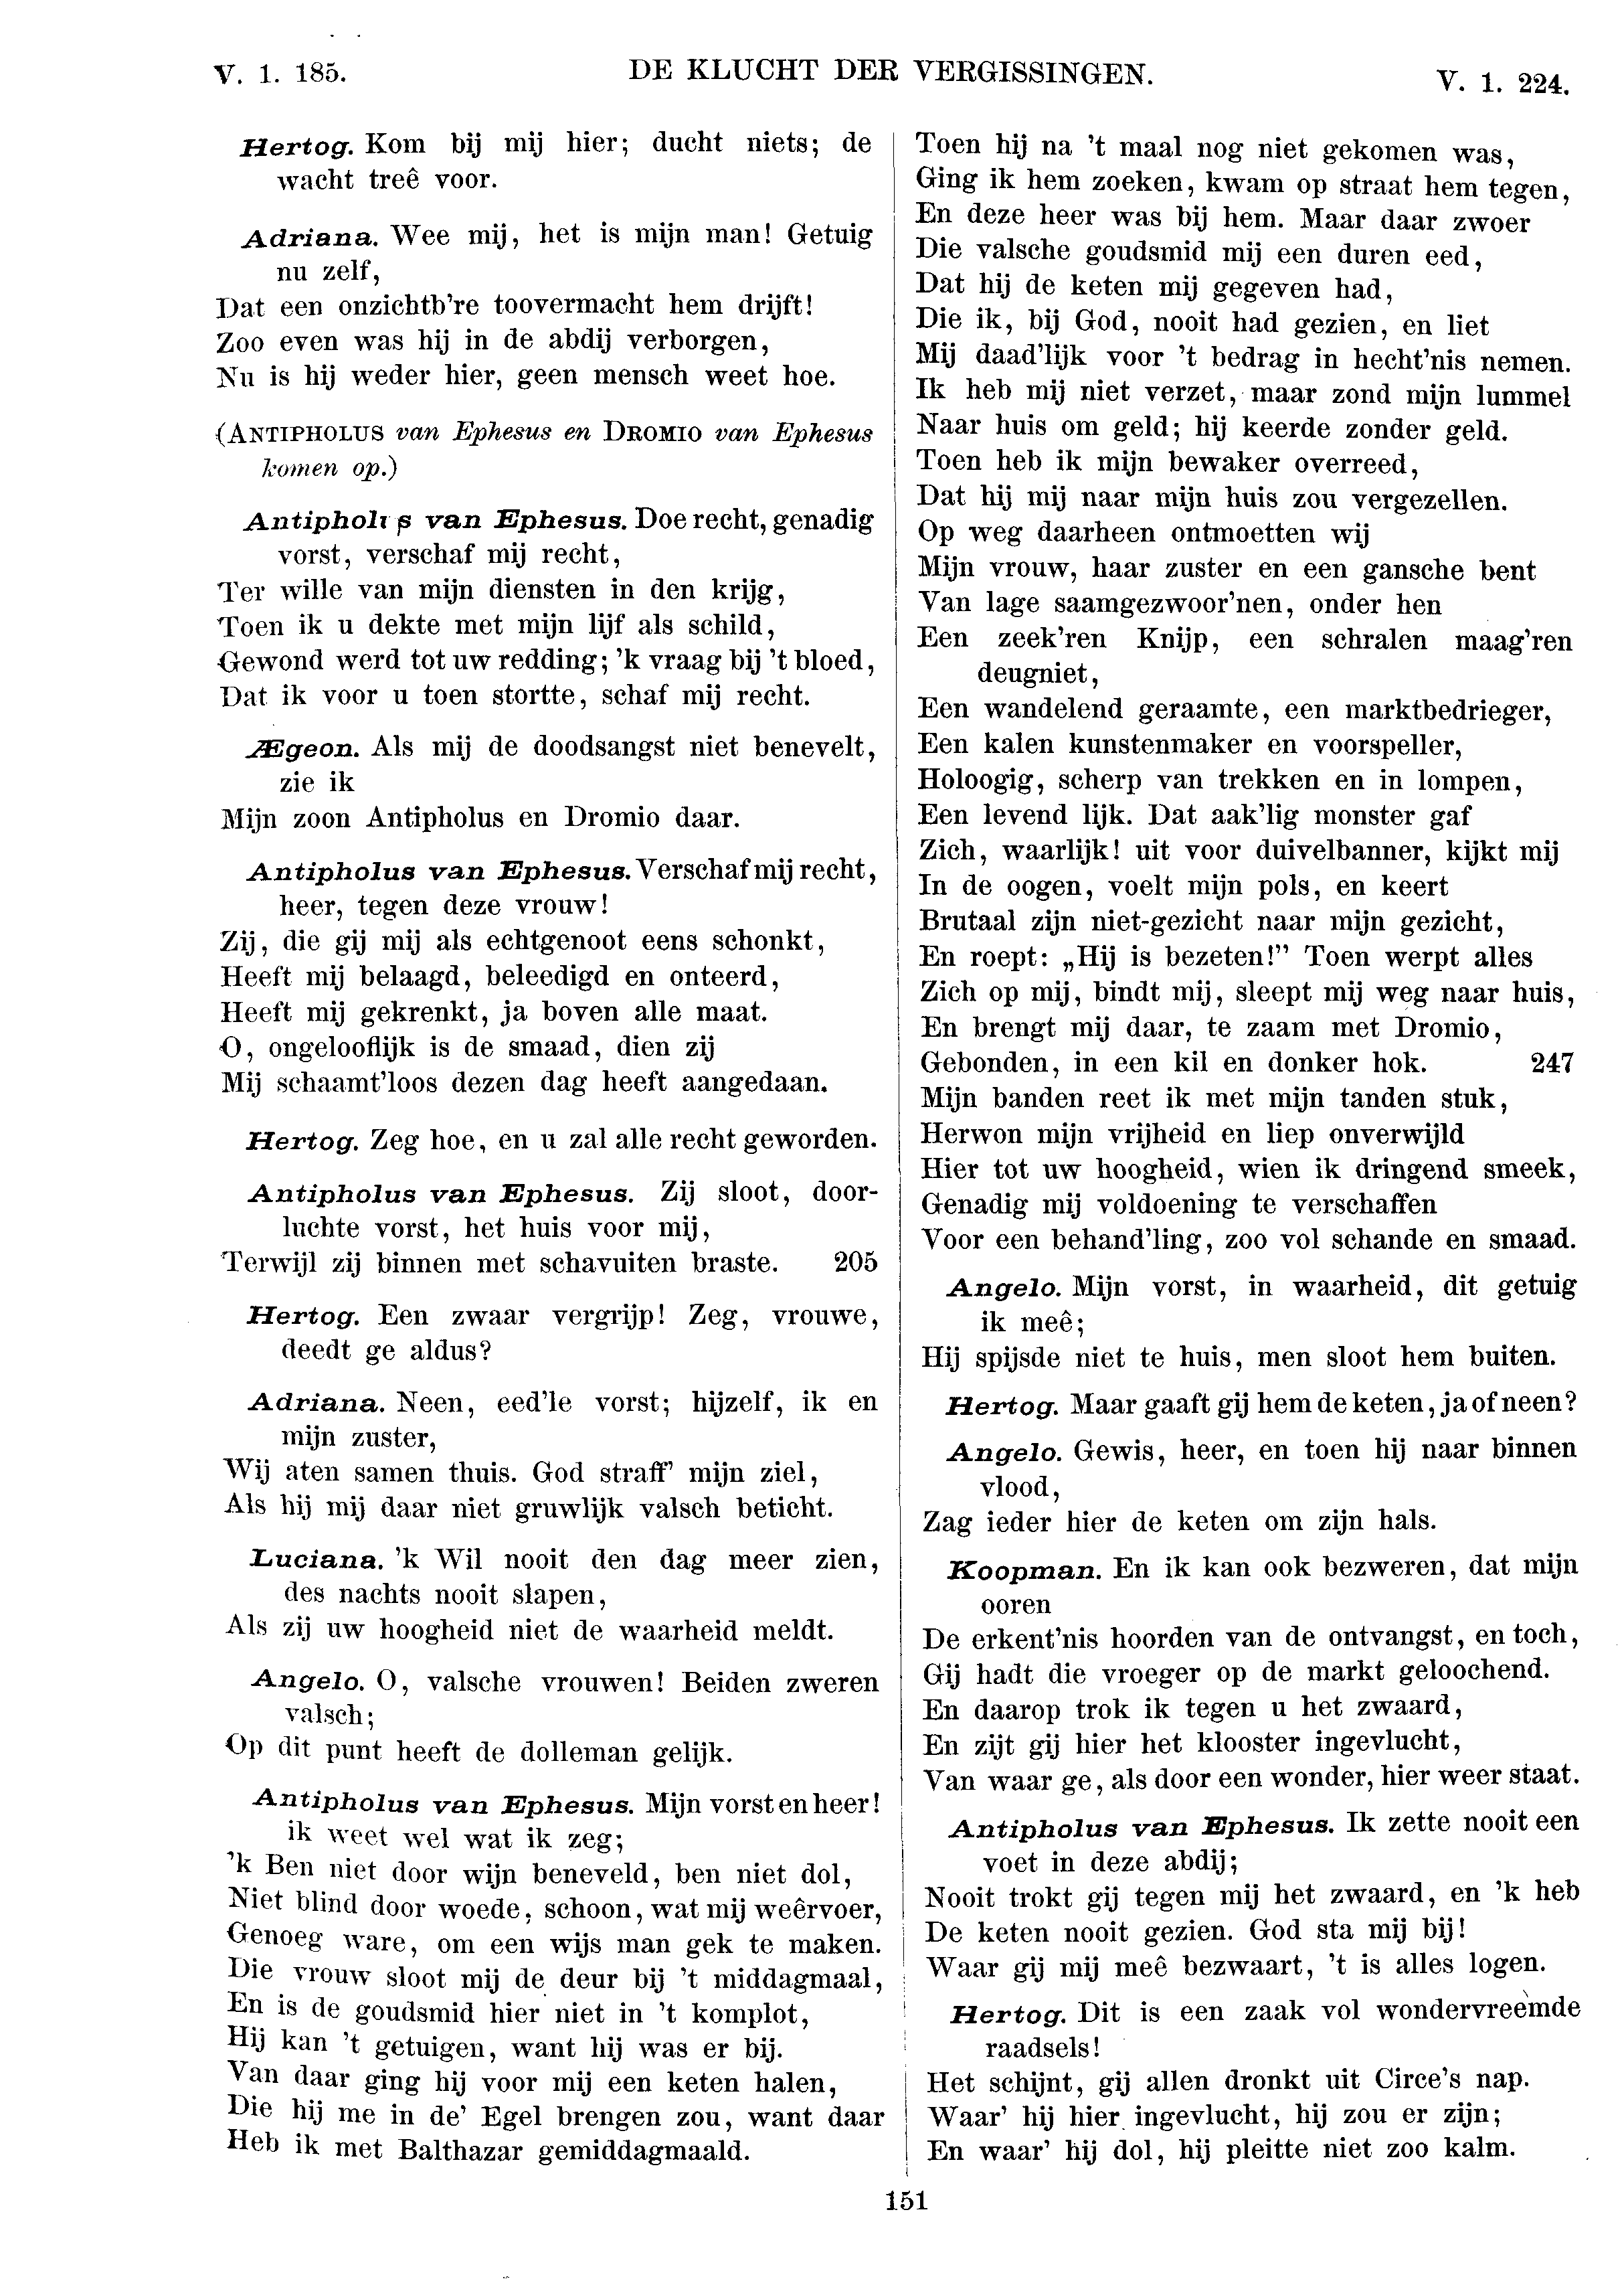 V. 1. 185.
DE KLUCHT DER VERGISSINGEN.
V. 1. 224.
Hertog. Kom bij mij hier; ducht niets; de
wacht treê voor.
Adriana. Wee mij, het is mijn man! Getuig
nu zelf,
Dat een onzichtb're toovermacht hem drijft!
Zoo even was hij in de abdij verborgen,
Nu is hij weder hier, geen mensch weet hoe.
(ANTIPHOLUS van Ephesus en DROMIO van Ephesus
komen op.)
Antipholus van Ephesus. Doe recht, genadig
vorst, verschaf mij recht,
Ter wille van mijn diensten in den krijg,
Toen ik u dekte met mijn lijf als schild,
Gewond werd tot uw redding; 'k vraag bij 't bloed,
Dat ik voor u toen stortte, schaf mij recht.
Ægeon. Als mij de doodsangst niet benevelt,
zie ik
Mijn zoon Antipholus en Dromio daar.
Antipholus van Ephesus. Verschaf mij recht,
heer, tegen deze vrouw!
Zij, die gij mij als echtgenoot eens schonkt,
Heeft mij belaagd, beleedigd en onteerd,
Heeft mij gekrenkt, ja boven alle maat.
O, ongelooflijk is de smaad, dien zij
Mij schaamt'loos dezen dag heeft aangedaan.
Hertog. Zeg hoe, en u zal alle recht geworden.
Antipholus van Ephesus. Zij sloot, door-
luchte vorst, het huis voor mij,
Terwijl zij binnen met schavuiten braste. 205
Hertog. Een zwaar vergrijp! Zeg, vrouwe,
deedt ge aldus?
Adriana. Neen, eed'le vorst; hijzelf, ik en
mijn zuster,
Wij aten samen thuis. God straff' mijn ziel,
Als hij mij daar niet gruwlijk valsch beticht.
Luciana. 'k Wil nooit den dag meer zien,
des nachts nooit slapen,
Als zij uw hoogheid niet de waarheid meldt.
Angelo. O, valsche vrouwen! Beiden zweren
valsch;
Op dit punt heeft de dolleman gelijk.
Antipholus van Ephesus. Mijn vorst en heer!
ik weet wel wat ik zeg;
'k Ben niet door wijn beneveld, ben niet dol,
Niet blind door woede, schoon, wat mij weêrvoer,
Genoeg ware, om een wijs man gek te maken.
Die vrouw sloot mij de deur bij 't middagmaal,
En is de goudsmid hier niet in 't komplot,
Hij kan 't getuigen, want hij was er bij.
Van daar ging hij voor mij een keten halen,
Die hij me in de' Egel brengen zou, want daar
Heb ik met Balthazar gemiddagmaald.
Toen hij na 't maal nog niet gekomen was,
Ging ik hem zoeken, kwam op straat hem tegen,
En deze heer was bij hem. Maar daar zwoer
Die valsche goudsmid mij een duren eed,
Dat hij de keten mij gegeven had,
Die ik, bij God, nooit had gezien, en liet
Mij daad'lijk voor 't bedrag in hecht'nis nemen.
Ik heb mij niet verzet, maar zond mijn lummel
Naar huis om geld; hij keerde zonder geld.
Toen heb ik mijn bewaker overreed,
Dat hij mij naar mijn huis zou vergezellen.
Op weg daarheen ontmoetten wij
Mijn vrouw, haar zuster en een gansche bent
Van lage saamgezwoor'nen, onder hen
Een zeek'ren Knijp, een schralen maag'ren
deugniet,
Een wandelend geraamte, een marktbedrieger,
Een kalen kunstenmaker en voorspeller,
Holoogig, scherp van trekken en in lompen,
Een levend lijk. Dat aak'lig monster gaf
Zich, waarlijk! uit voor duivelbanner, kijkt mij
In de oogen, voelt mijn pols, en keert
Brutaal zijn niet-gezicht naar mijn gezicht,
En roept: „Hij is bezeten!” Toen werpt alles
Zich op mij, bindt mij, sleept mij weg naar huis,
En brengt mij daar, te zaam met Dromio,
Gebonden, in een kil en donker hok. 247
Mijn banden reet ik met mijn tanden stuk,
Herwon mijn vrijheid en liep onverwijld
Hier tot uw hoogheid, wien ik dringend smeek,
Genadig mij voldoening te verschaffen
Voor een behand'ling, zoo vol schande en smaad.
Angelo. Mijn vorst, in waarheid, dit getuig
ik meê;
Hij spijsde niet te huis, men sloot hem buiten.
Hertog. Maar gaaft gij hem de keten, ja of neen?
Angelo. Gewis, heer, en toen hij naar binnen
vlood,
Zag ieder hier de keten om zijn hals.
Koopman. En ik kan ook bezweren, dat mijn
ooren
De erkent'nis hoorden van de ontvangst, en toch,
Gij hadt die vroeger op de markt geloochend.
En daarop trok ik tegen u het zwaard,
En zijt gij hier het klooster ingevlucht,
Van waar ge, als door een wonder, hier weer staat.
Antipholus van Ephesus. Ik zette nooit een
voet in deze abdij;
Nooit trokt gij tegen mij het zwaard, en 'k heb
De keten nooit gezien. God sta mij bij!
Waar gij mij meê bezwaart, 't is alles logen.
Hertog. Dit is een zaak vol wondervreemde
raadsels!
Het schijnt, gij allen dronkt uit Circe's nap.
Waar' hij hier ingevlucht, hij zou er zijn;
En waar' hij dol, hij pleitte niet zoo kalm.
151